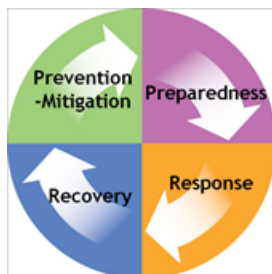 Prevention
-Mitigation
Preparedness
Response
Recovery